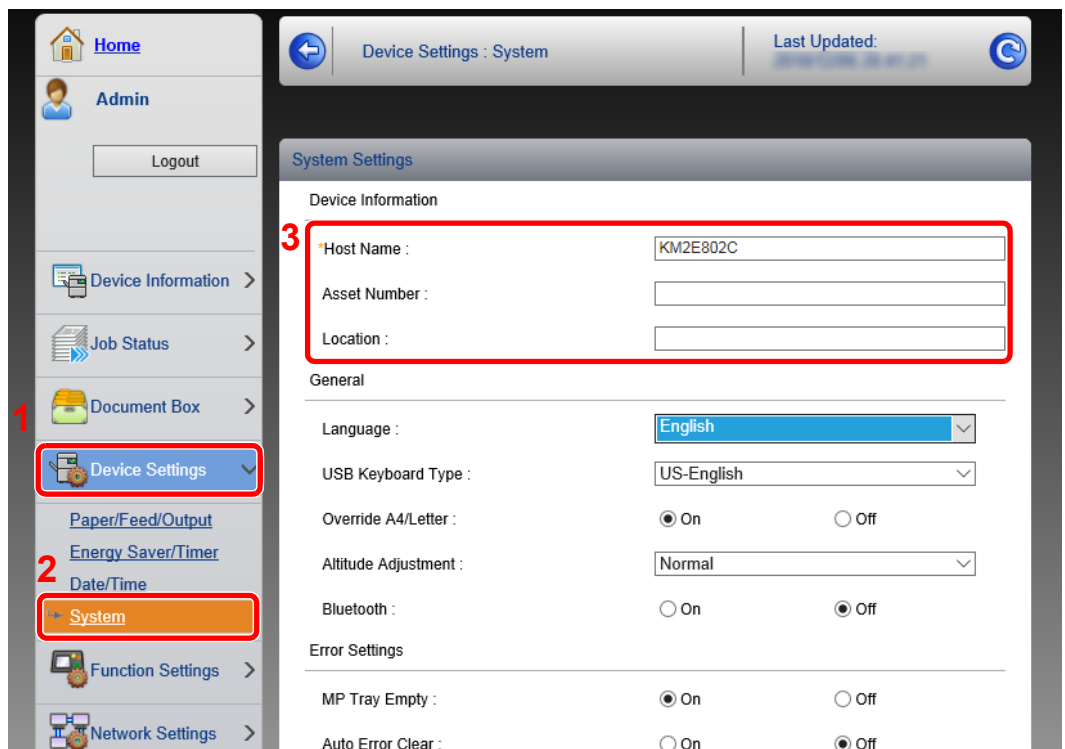 Home
Admin
Logout
Device Information
Job Status
1
Document Box
Device Settings
Paper/Feed/Output
Energy Saver/Timer
2
Date/Time
System
Function Settings
Network Settings
Device Settings : System
Last Updated:
System Settings
Device Information
3
*Host Name : KM2E802C
Asset Number :
Location :
General
Language : English
USB Keyboard Type : US-English
Override A4/Letter : On Off
Altitude Adjustment : Normal
Bluetooth : On Off
Error Settings
MP Tray Empty : On Off
Auto Error Clear : On Off